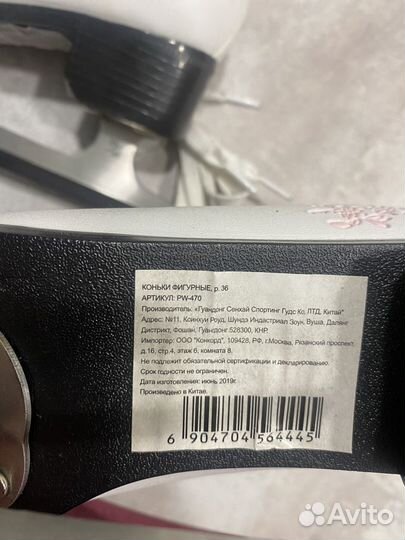 КОНЬКИ ФИГУРНЫЕ, р. 36
АРТИКУЛ: PW-470
Производитель: «Гуандонг Сенхай Спортинг Гудс Ко, ЛТД, Китай"
Адрес: №11, Коинхуи Роуд, Шундэ Индастриал Зоун, Вуша, Далянг
Дистрикт, Фошан, Гуандонг 528300, КНР.
Импортер: ООО "Конкорд", 109428, РФ, г.Москва, Рязанский проспект,
д.16, стр.4, этаж 6, комната 8.
Не подлежит обязательной сертификации и декларированию.
Срок годности не ограничен.
Дата изготовления: июнь 2019г.
Произведено в Китае.
6 904704 564445
Avito